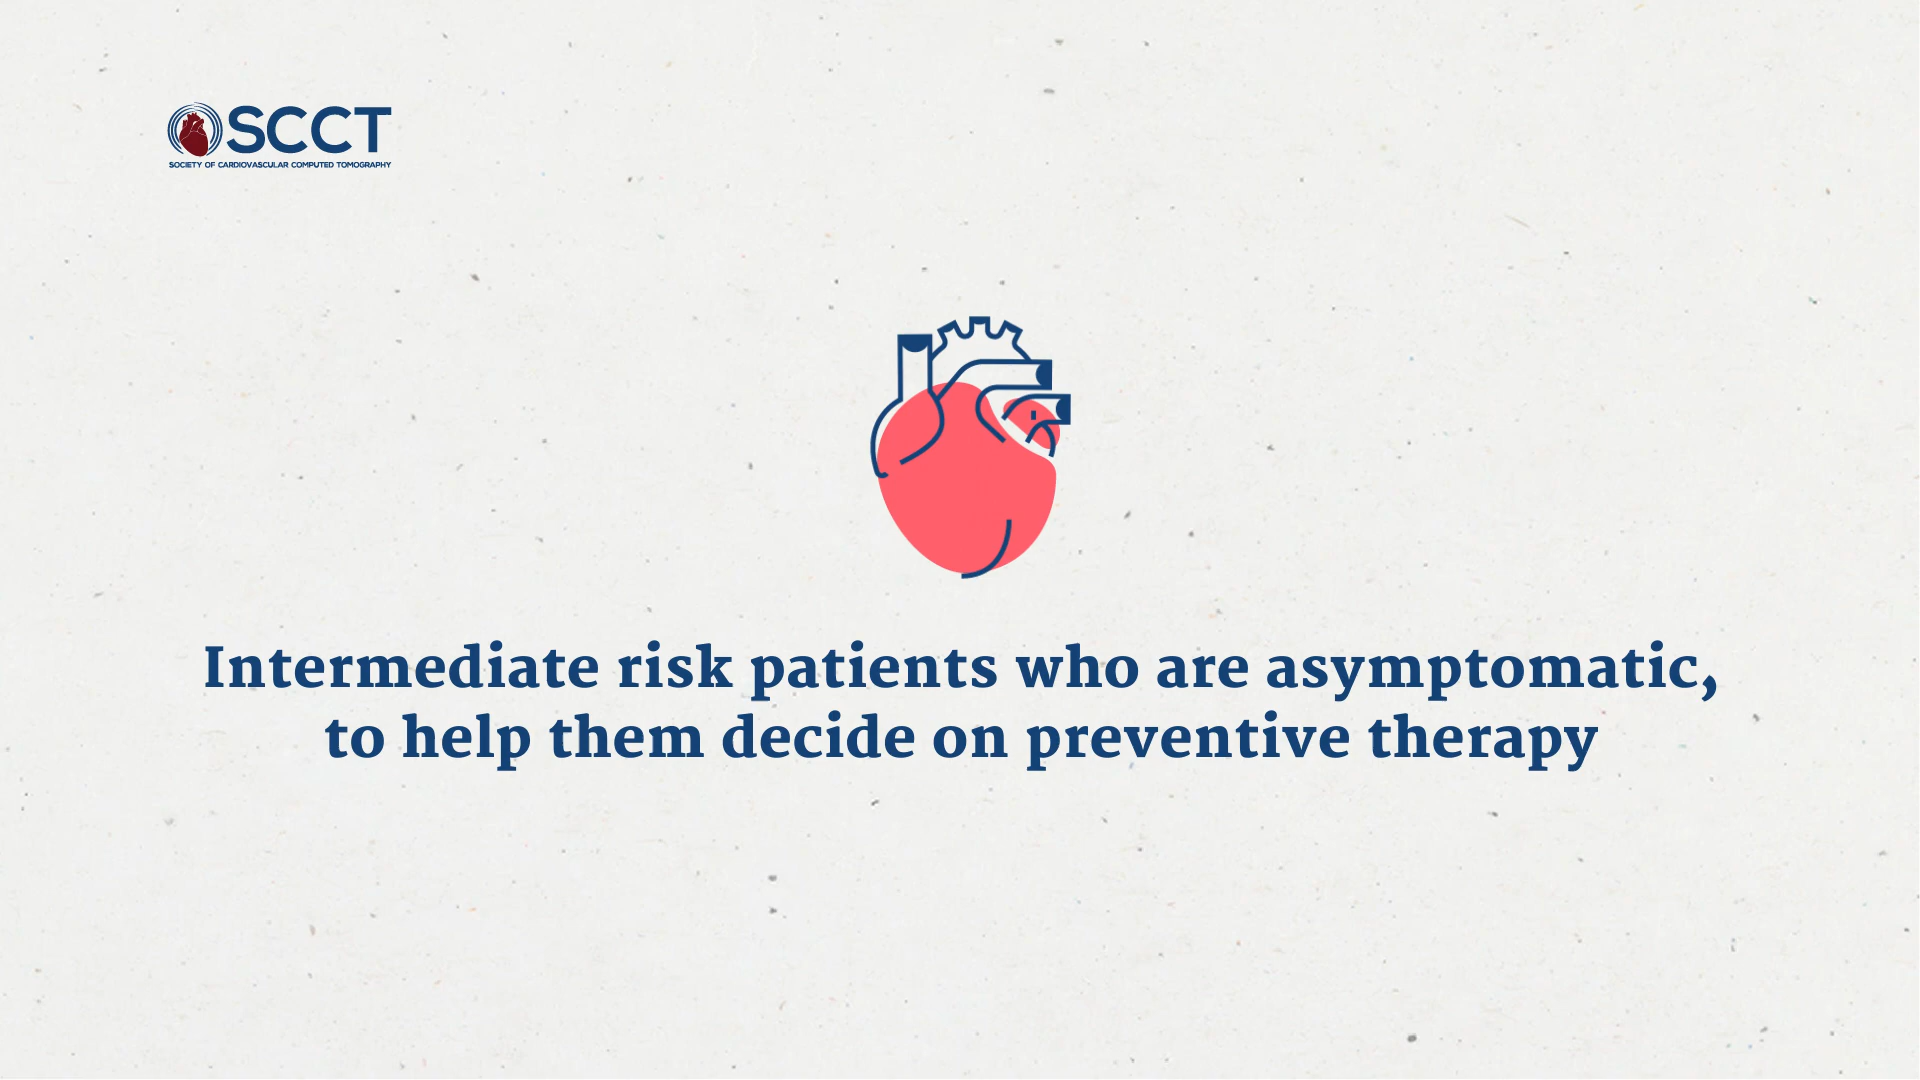 SCCT
SOCIETY OF CARDIOVASCULAR COMPUTED TOMOGRAPHY
Intermediate risk patients who are asymptomatic,
to help them decide on preventive therapy